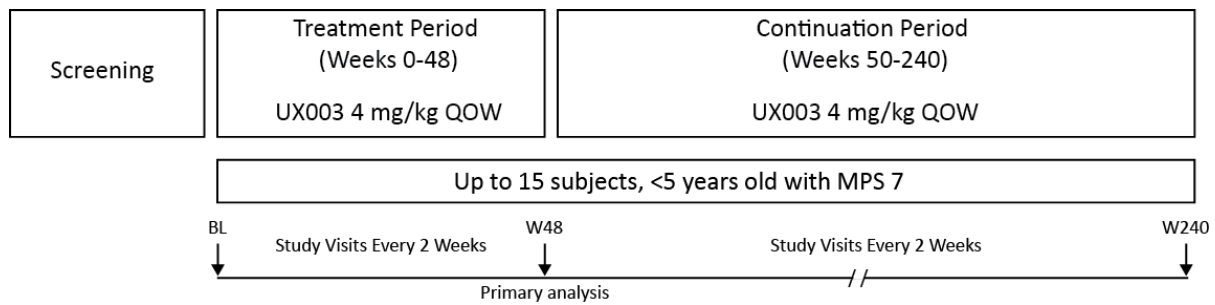 Screening
Treatment Period
(Weeks 0-48)
UX003 4 mg/kg QOW
Continuation Period
(Weeks 50-240)
UX003 4 mg/kg QOW
Up to 15 subjects, <5 years old with MPS 7
BL
W48
W240
Study Visits Every 2 Weeks
Study Visits Every 2 Weeks
Primary analysis